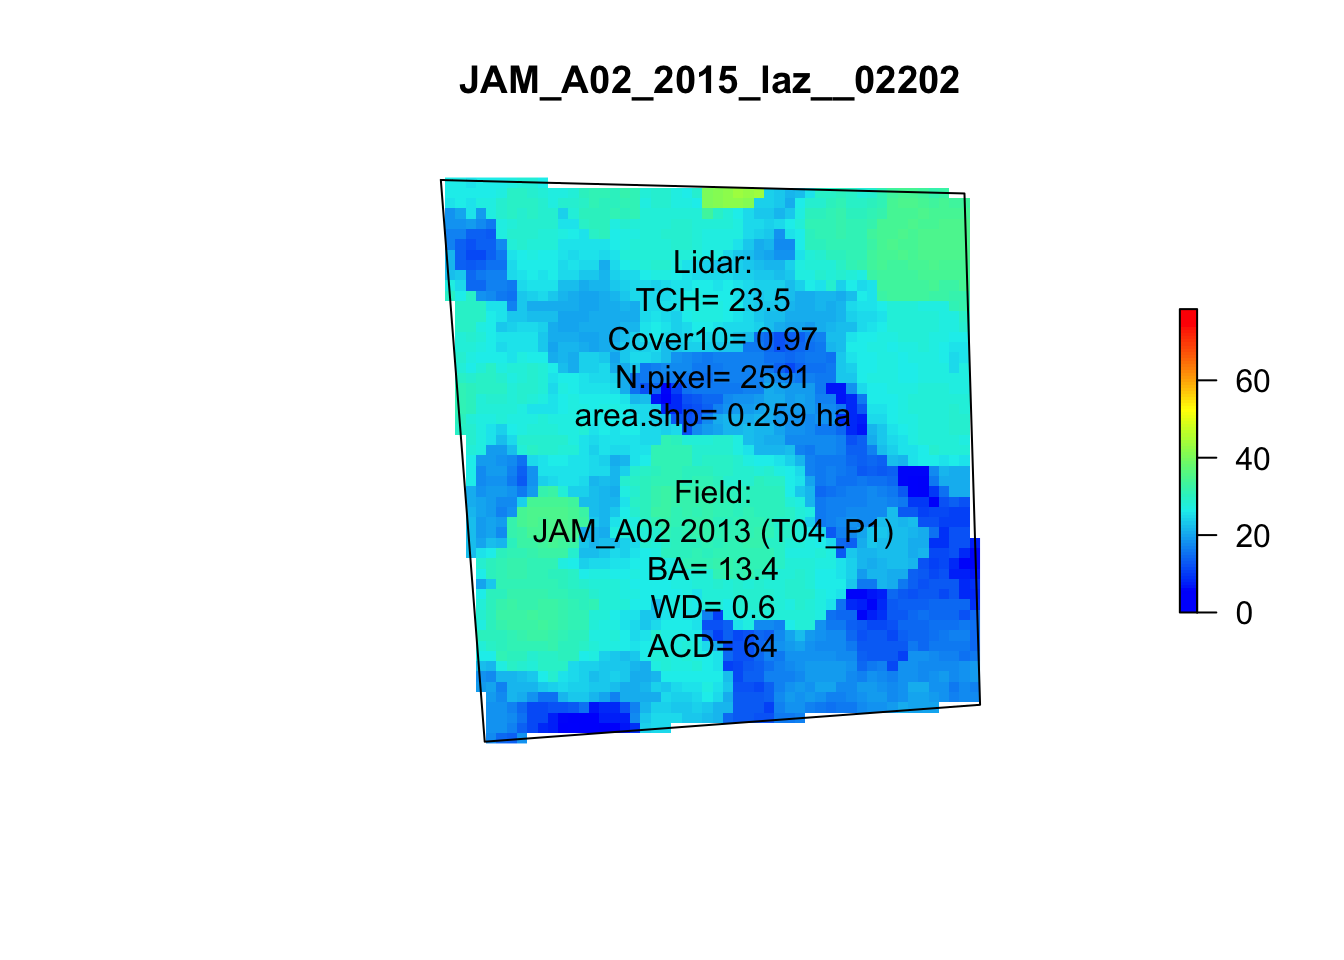 JAM_A02_2015_laz__02202
Lidar:
TCH= 23.5
Cover10= 0.97
N.pixel= 2591
area.shp= 0.259 ha
Field:
JAM_A02 2013 (T04_P1)
BA= 13.4
WD= 0.6
ACD= 64
60
40
20
0